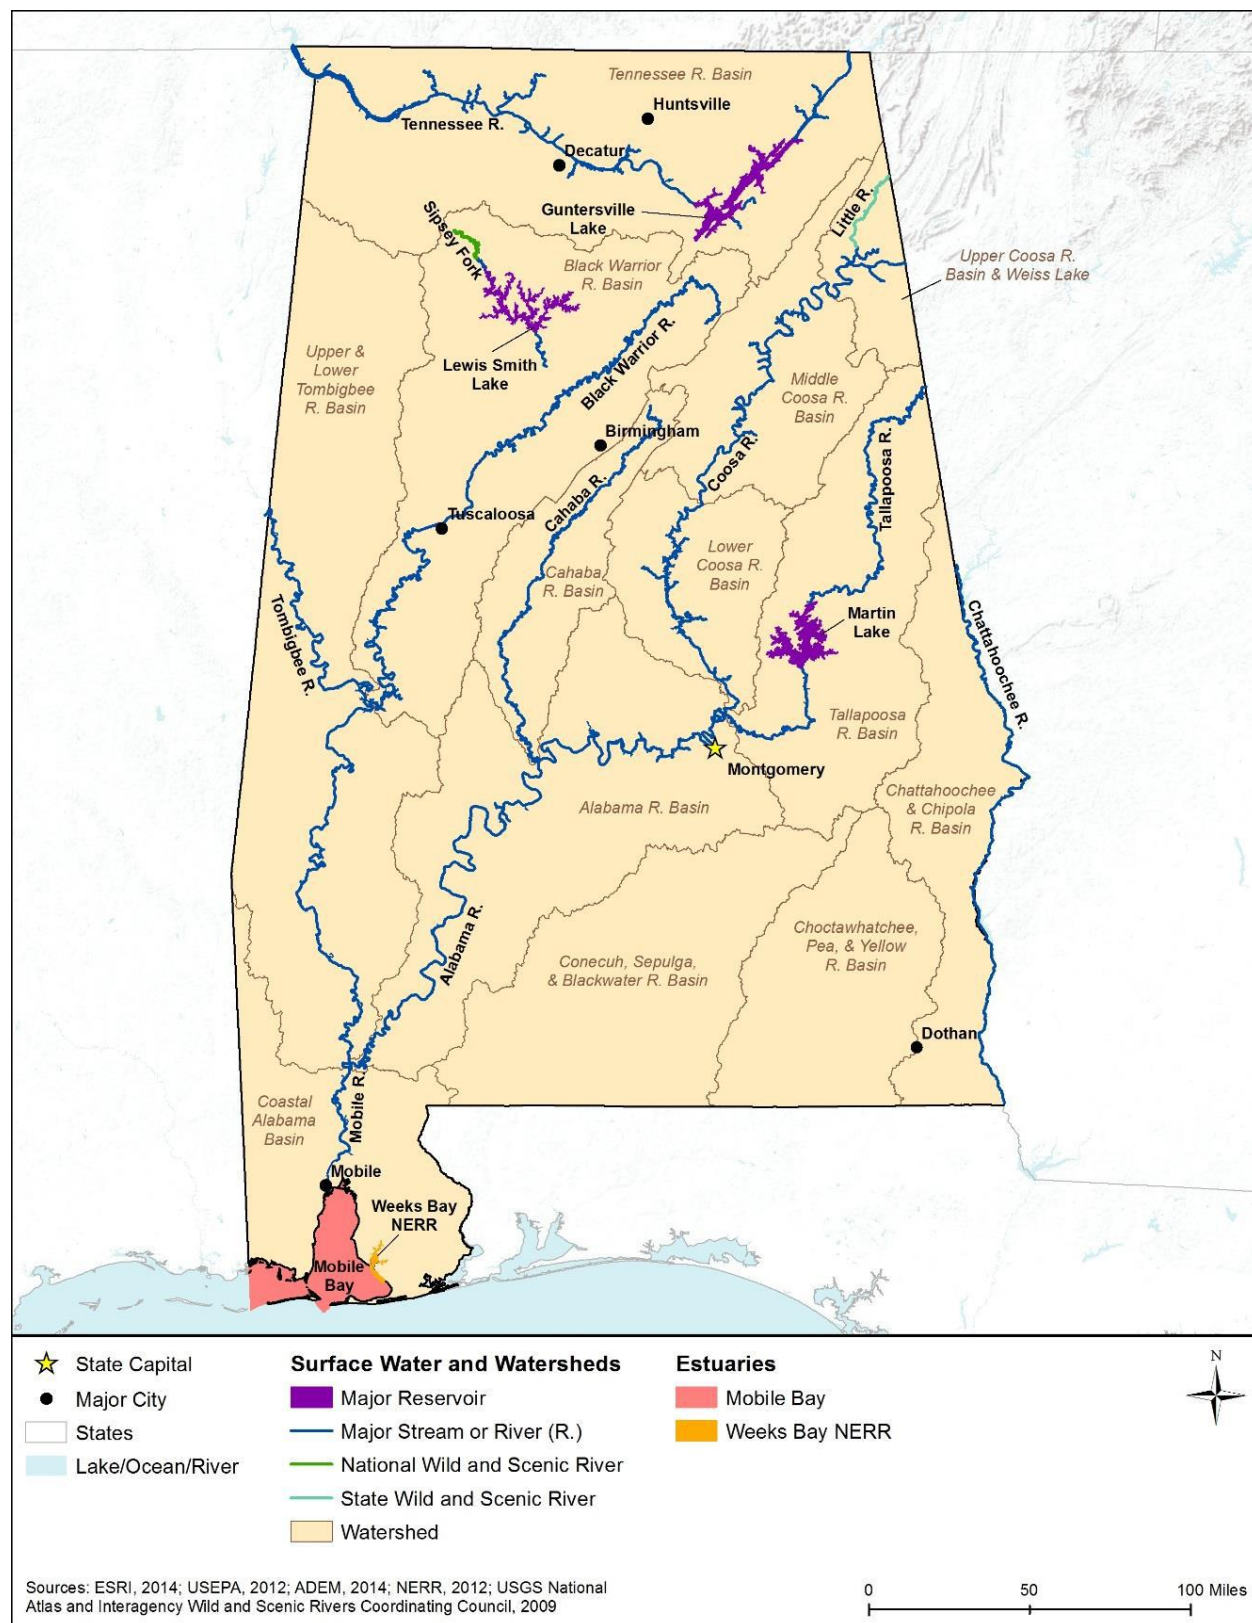 Tennessee R. Basin
Huntsville
Tennessee R.
Decatur
Guntersville
Lake
Little R.
Sipsey Fork
Black Warrior
R. Basin
Upper Coosa R.
Basin & Weiss Lake
Upper &
Lower
Tombigbee
R. Basin
Lewis Smith
Lake
Black Warrior R.
Middle
Coosa R.
Basin
Birmingham
Coosa R.
Tallapoosa R.
Cahaba R.
Tuscaloosa
Lower
Coosa R.
Basin
Cahaba
R. Basin
Tombigbee R.
Martin
Lake
Chattahoochee R.
Tallapoosa
R. Basin
Montgomery
Alabama R. Basin
Chattahoochee
& Chipola
R. Basin
Alabama R.
Conecuh, Sepulga,
& Blackwater R. Basin
Choctawhatchee,
Pea, & Yellow
R. Basin
Dothan
Coastal
Alabama
Basin
Mobile R.
Mobile
Weeks Bay
NERR
Mobile
Bay
State Capital
Major City
States
Lake/Ocean/River
Surface Water and Watersheds
Major Reservoir
Major Stream or River (R.)
National Wild and Scenic River
State Wild and Scenic River
Watershed
Estuaries
Mobile Bay
Weeks Bay NERR
N
Sources: ESRI, 2014; USEPA, 2012; ADEM, 2014; NERR, 2012; USGS National
Atlas and Interagency Wild and Scenic Rivers Coordinating Council, 2009
0 50 100 Miles